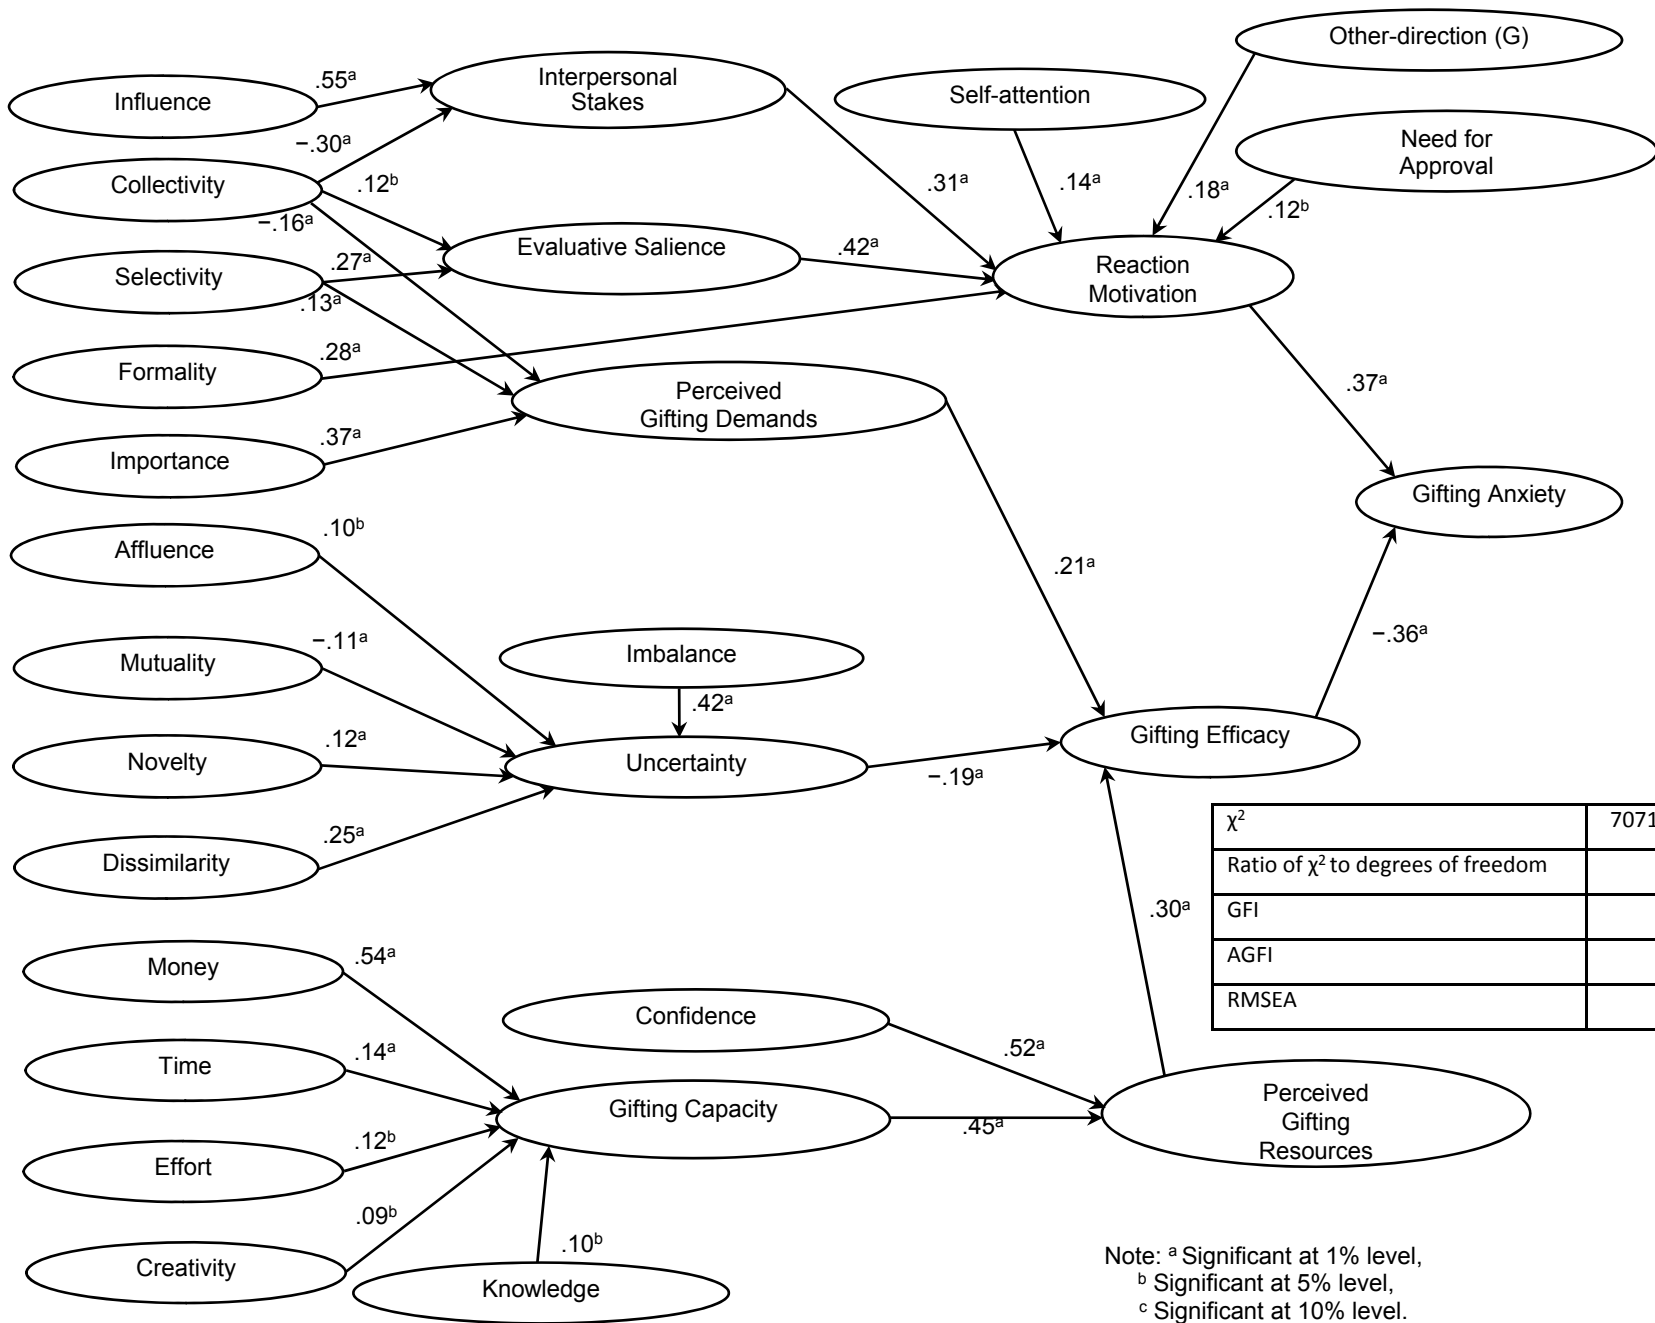 Other-direction (G)
Influence
.55ᵃ
Interpersonal
Stakes
Self-attention
Need for
Approval
−.30ᵃ
Collectivity
.12ᵇ
.31ᵃ
.14ᵃ
.18ᵃ
.12ᵇ
−.16ᵃ
Selectivity
.27ᵃ
Evaluative Salience
.42ᵃ
Reaction
Motivation
.13ᵃ
Formality
.28ᵃ
Perceived
Gifting Demands
.37ᵃ
Importance
.37ᵃ
Gifting Anxiety
Affluence
.10ᵇ
.21ᵃ
Mutuality
−.11ᵃ
Imbalance
−.36ᵃ
.42ᵃ
Novelty
.12ᵃ
Uncertainty
−.19ᵃ
Gifting Efficacy
Dissimilarity
.25ᵃ
χ² 7071
Ratio of χ² to degrees of freedom
GFI
AGFI
RMSEA
.30ᵃ
Money
.54ᵃ
Confidence
.52ᵃ
Time
.14ᵃ
Gifting Capacity
.45ᵃ
Perceived
Gifting
Resources
Effort
.12ᵇ
Creativity
.09ᵇ
.10ᵇ
Knowledge
Note: ᵃ Significant at 1% level,
ᵇ Significant at 5% level,
ᶜ Significant at 10% level.